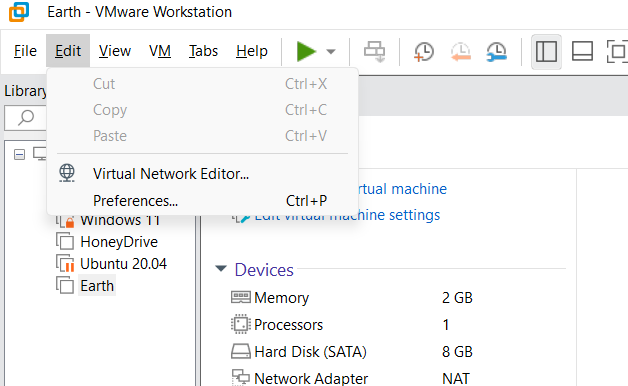 Earth - VMware Workstation
File Edit View VM Tabs Help
Cut Ctrl+X
Library
Copy Ctrl+C
Paste Ctrl+V
Virtual Network Editor...
Preferences... Ctrl+P
virtual machine
Edit virtual machine settings
Windows 11
HoneyDrive
Ubuntu 20.04
Earth
Devices
Memory 2 GB
Processors 1
Hard Disk (SATA) 8 GB
Network Adapter NAT